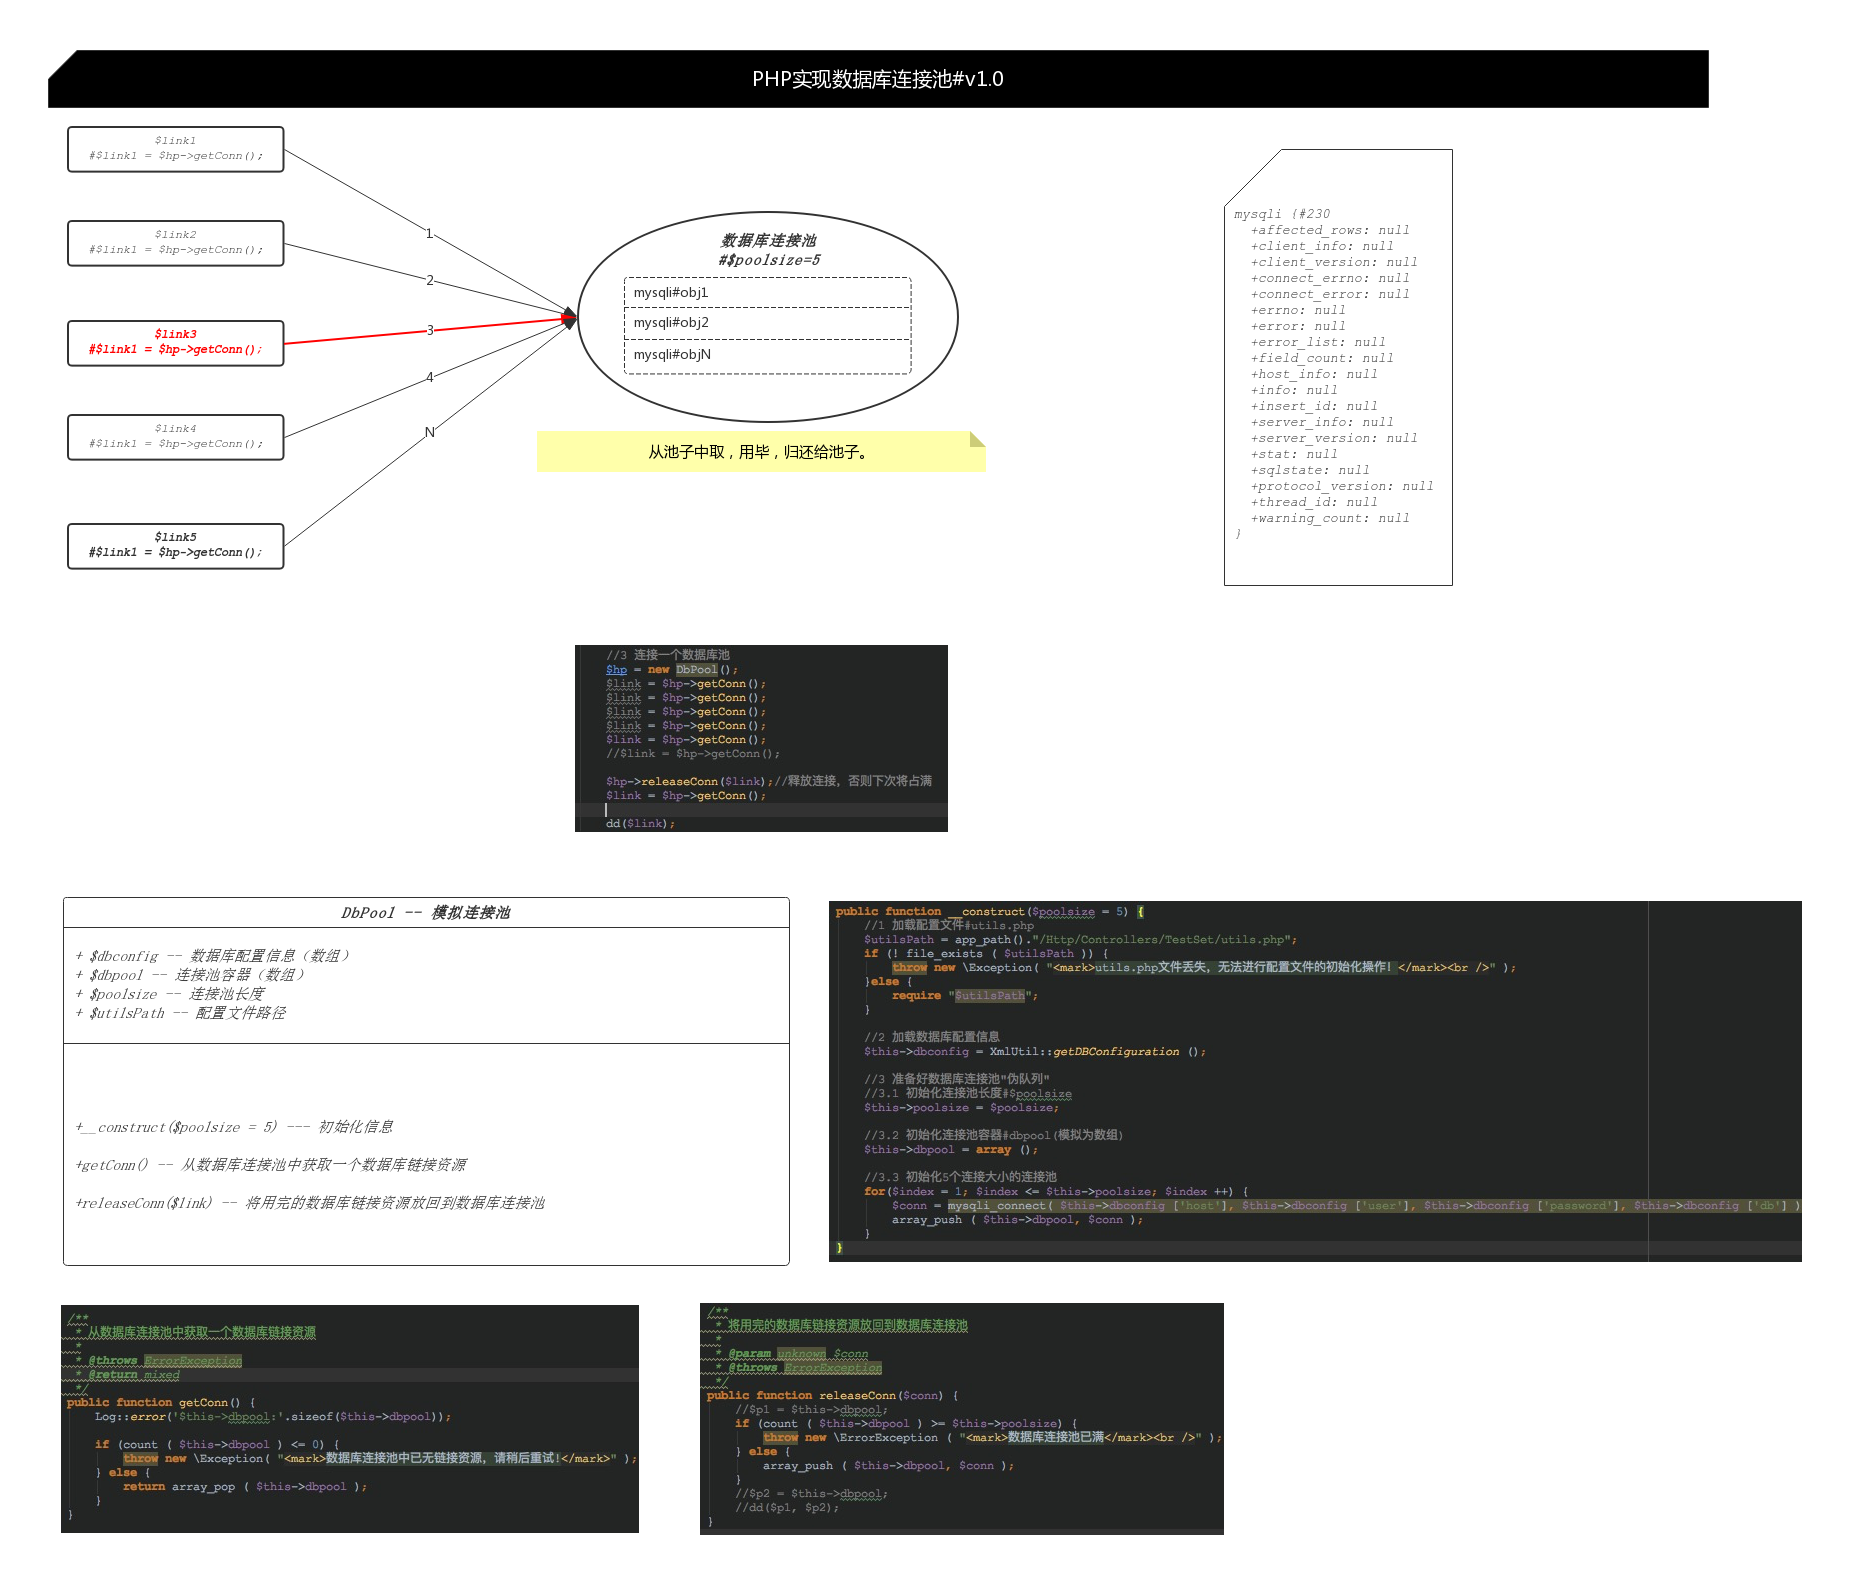 PHP实现数据库连接池#v1.0
$link1
#$link1 = $hp->getConn();
$link2
#$link1 = $hp->getConn();
$link3
#$link1 = $hp->getConn();
$link4
#$link1 = $hp->getConn();
$link5
#$link1 = $hp->getConn();
1
2
3
4
N
数据库连接池
#$poolsize=5
mysqli#obj1
mysqli#obj2
mysqli#objN
从池子中取，用毕，归还给池子。
mysqli {#230
+affected_rows: null
+client_info: null
+client_version: null
+connect_errno: null
+connect_error: null
+errno: null
+error: null
+error_list: null
+field_count: null
+host_info: null
+info: null
+insert_id: null
+server_info: null
+server_version: null
+stat: null
+sqlstate: null
+protocol_version: null
+thread_id: null
+warning_count: null
}
//3 连接一个数据库池
$hp = new DbPool();
$link = $hp->getConn();
$link = $hp->getConn();
$link = $hp->getConn();
$link = $hp->getConn();
$link = $hp->getConn();
//$link = $hp->getConn();
$hp->releaseConn($link);//释放连接，否则下次将占满
$link = $hp->getConn();
dd($link);
DbPool -- 模拟连接池
+ $dbconfig -- 数据库配置信息（数组）
+ $dbpool -- 连接池容器（数组）
+ $poolsize -- 连接池长度
+ $utilsPath -- 配置文件路径
+__construct($poolsize = 5) --- 初始化信息
+getConn() -- 从数据库连接池中获取一个数据库链接资源
+releaseConn($link) -- 将用完的数据库链接资源放回到数据库连接池
public function __construct($poolsize = 5) {
//1 加载配置文件#utils.php
$utilsPath = app_path()."/Http/Controllers/TestSet/utils.php";
if (! file_exists ( $utilsPath )) {
throw new \Exception( "<mark>utils.php文件丢失，无法进行配置文件的初始化操作！</mark><br />" );
}else {
require "$utilsPath";
}
//2 加载数据库配置信息
$this->dbconfig = XmlUtil::getDBConfiguration ();
//3 准备好数据库连接池"伪队列"
//3.1 初始化连接池长度#$poolsize
$this->poolsize = $poolsize;
//3.2 初始化连接池容器#dbpool(模拟为数组)
$this->dbpool = array ();
//3.3 初始化5个连接大小的连接池
for($index = 1; $index <= $this->poolsize; $index ++) {
$conn = mysqli_connect( $this->dbconfig ['host'], $this->dbconfig ['user'], $this->dbconfig ['password'], $this->dbconfig ['db'] )
array_push ( $this->dbpool, $conn );
}
}
/**
* 从数据库连接池中获取一个数据库链接资源
*
* @throws ErrorException
* @return mixed
*/
public function getConn() {
Log::error('$this->dbpool:'.sizeof($this->dbpool));
if (count ( $this->dbpool ) <= 0) {
throw new \Exception( "<mark>数据库连接池中已无链接资源，请稍后重试!</mark>" );
} else {
return array_pop ( $this->dbpool );
}
}
/**
* 将用完的数据库链接资源放回到数据库连接池
*
* @param unknown $conn
* @throws ErrorException
*/
public function releaseConn($conn) {
//$p1 = $this->dbpool;
if (count ( $this->dbpool ) >= $this->poolsize) {
throw new \ErrorException ( "<mark>数据库连接池已满</mark><br />" );
} else {
array_push ( $this->dbpool, $conn );
}
//$p2 = $this->dbpool;
//dd($p1, $p2);
}